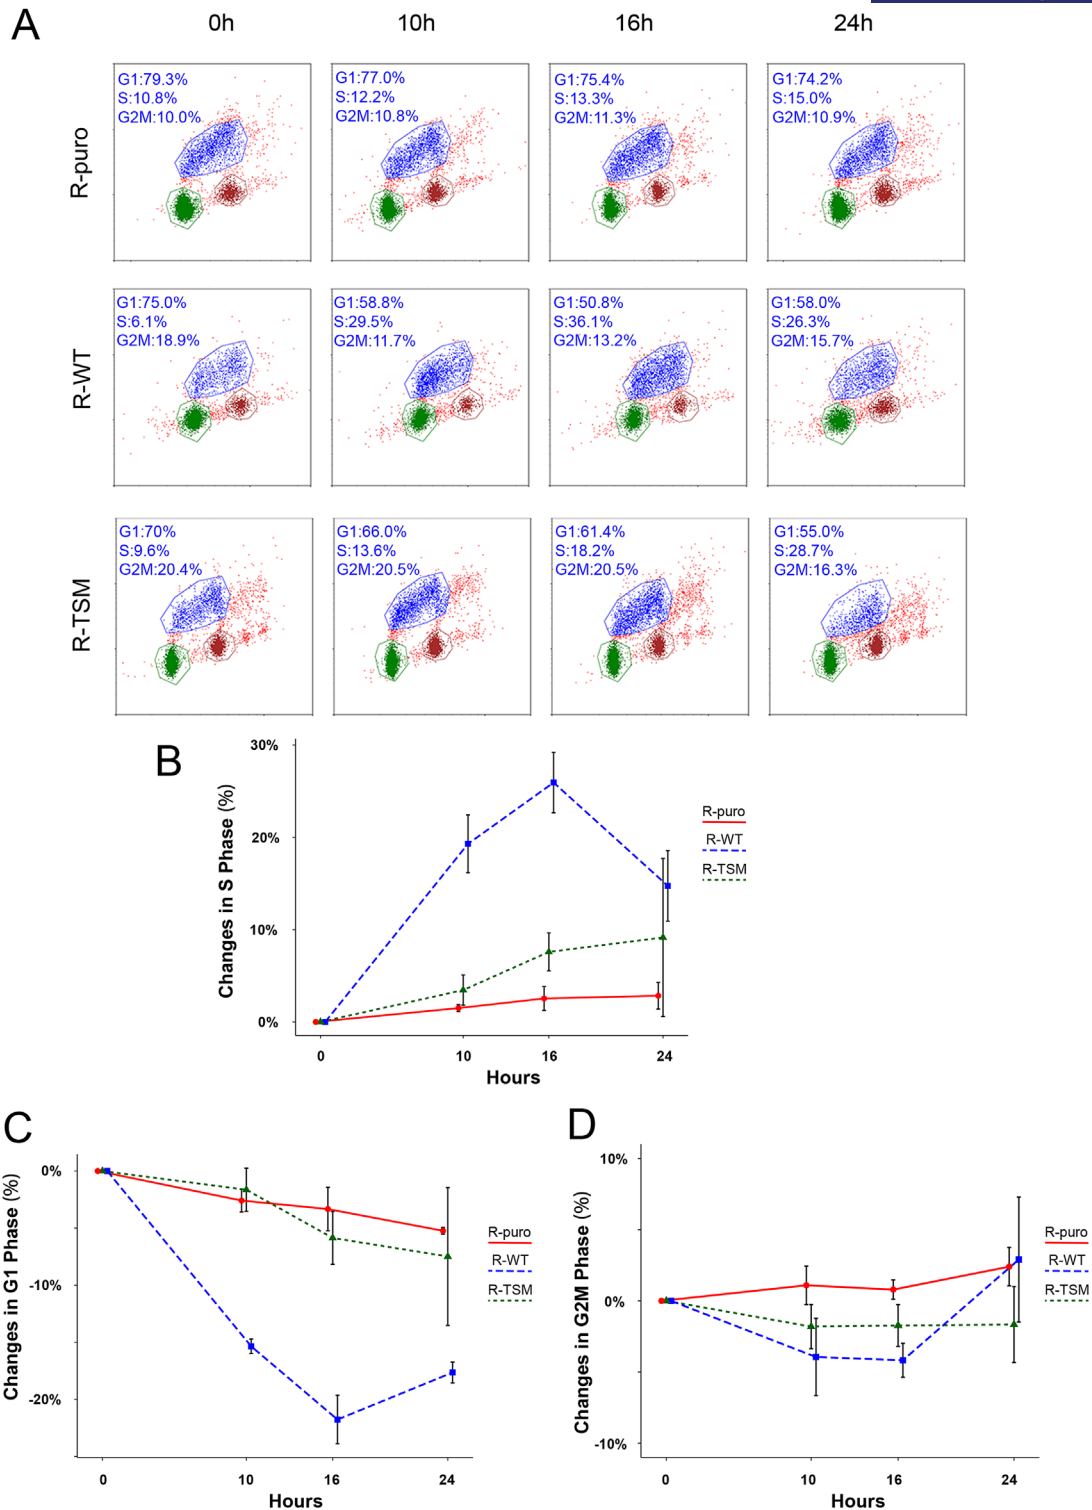 A
0h 10h 16h 24h
R-puro
G1:79.3%
S:10.8%
G2M:10.0%
G1:77.0%
S:12.2%
G2M:10.8%
G1:75.4%
S:13.3%
G2M:11.3%
G1:74.2%
S:15.0%
G2M:10.9%
R-WT
G1:75.0%
S:6.1%
G2M:18.9%
G1:58.8%
S:29.5%
G2M:11.7%
G1:50.8%
S:36.1%
G2M:13.2%
G1:58.0%
S:26.3%
G2M:15.7%
R-TSM
G1:70%
S:9.6%
G2M:20.4%
G1:66.0%
S:13.6%
G2M:20.5%
G1:61.4%
S:18.2%
G2M:20.5%
G1:55.0%
S:28.7%
G2M:16.3%
B
Changes in S Phase (%)
30%
20%
10%
0%
0 10 16 24
Hours
R-puro
R-WT
R-TSM
C
Changes in G1 Phase (%)
0%
-10%
-20%
0 10 16 24
Hours
R-puro
R-WT
R-TSM
D
Changes in G2M Phase (%)
10%
0%
-10%
0 10 16 24
Hours
R-puro
R-WT
R-TSM